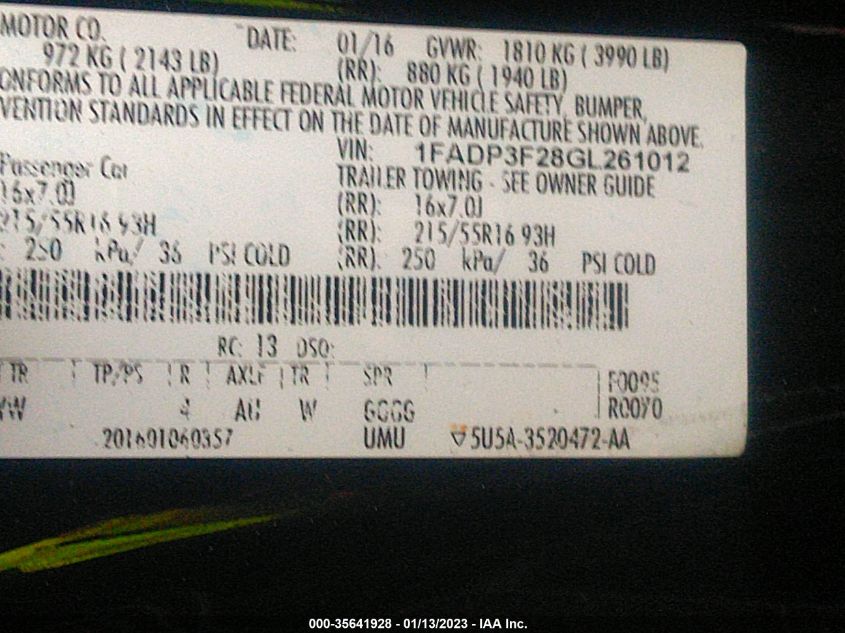 MOTOR CO. DATE: 01/16 GVWR: 1810 KG ( 3990 LB)
972 KG ( 2143 LB) (RR): 880 KG ( 1940 LB)
ONFORMS TO ALL APPLICABLE FEDERAL MOTOR VEHICLE SAFETY, BUMPER,
VENTION STANDARDS IN EFFECT ON THE DATE OF MANUFACTURE SHOWN ABOVE.
VIN: 1FADP3F28GL261012
Passenger Car TRAILER TOWING - SEE OWNER GUIDE
16x7.0J (RR): 16x7.0J
215/55R16 93H (RR): 215/55R16 93H
: 250 kPa/ 36 PSI COLD (RR): 250 kPa/ 36 PSI COLD
RC: 13 DSO:
TR TP/PS R AXLE TR SPR F0095
YW 4 AU W GGGG R00Y0
201601060357 UMU 5U5A-3520472-AA
000-35641928 - 01/13/2023 - IAA Inc.